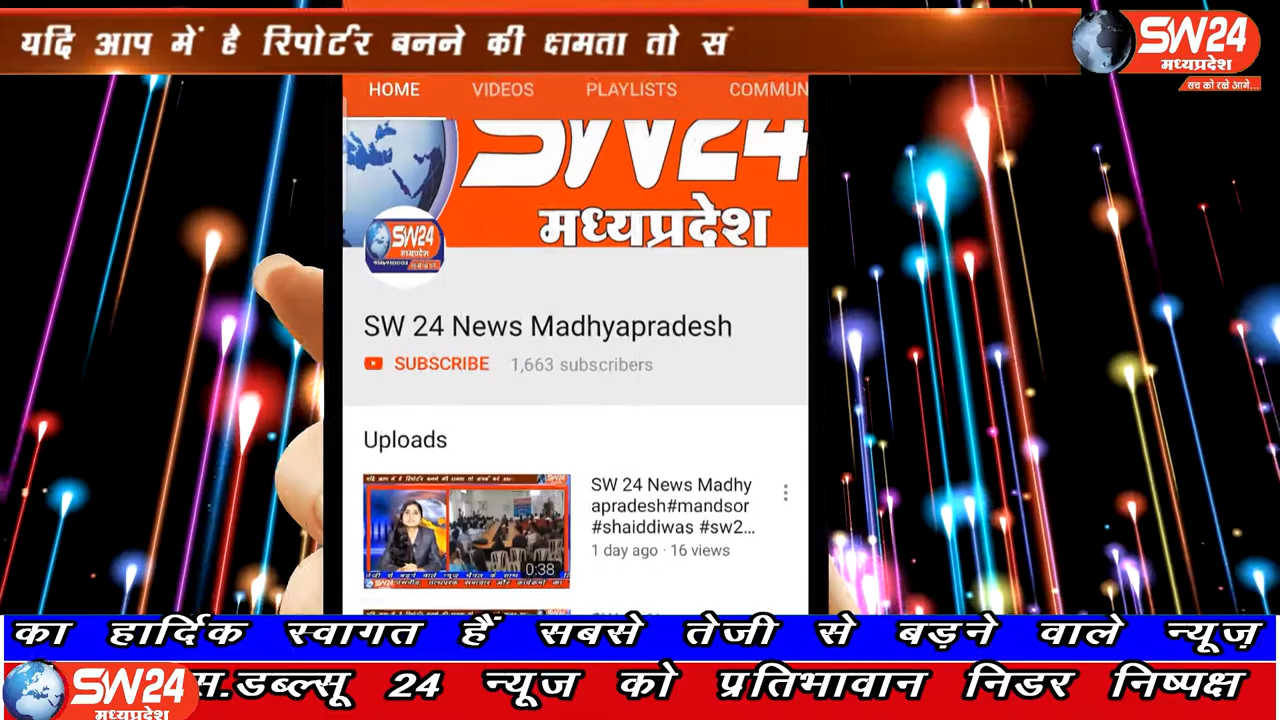 यदि आप में है रिपोर्टर बनने की क्षमता तो स
SW24
मध्यप्रदेश
सच को रखे आगे...
HOME VIDEOS PLAYLISTS COMMUN
SW24
मध्यप्रदेश
SW24
मध्यप्रदेश
SW 24 News Madhyapradesh
SUBSCRIBE 1,663 subscribers
Uploads
SW 24 News Madhy
apradesh#mandsor
#shaiddiwas #sw2...
1 day ago · 16 views
0:38
का हार्दिक स्वागत हैं सबसे तेजी से बड़ने वाले न्यूज़
SW24
मध्यप्रदेश
स.डब्ल्सू 24 न्यूज को प्रतिभावान निडर निष्पक्ष